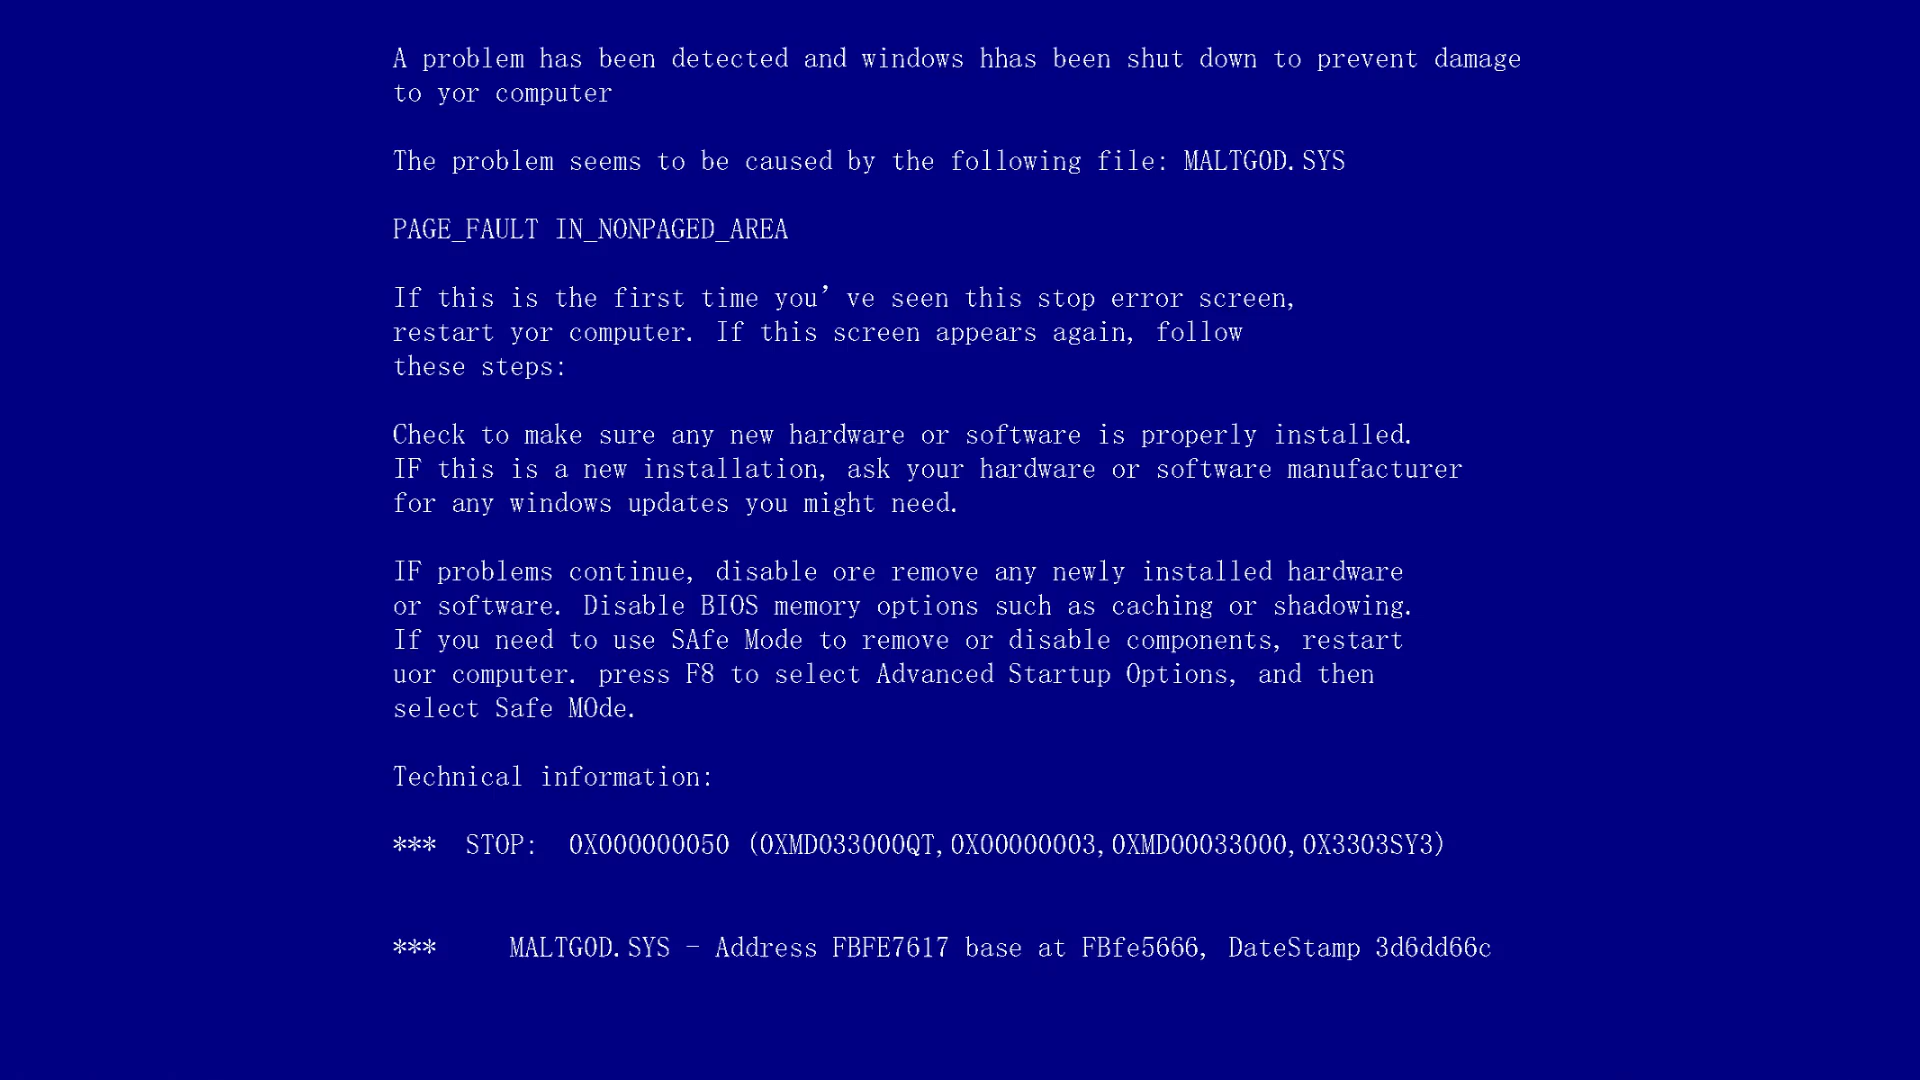 A problem has been detected and windows hhas been shut down to prevent damage
to yor computer
The problem seems to be caused by the following file: MALTGOD.SYS
PAGE_FAULT IN_NONPAGED_AREA
If this is the first time you’ve seen this stop error screen,
restart yor computer. If this screen appears again, follow
these steps:
Check to make sure any new hardware or software is properly installed.
IF this is a new installation, ask your hardware or software manufacturer
for any windows updates you might need.
IF problems continue, disable ore remove any newly installed hardware
or software. Disable BIOS memory options such as caching or shadowing.
If you need to use SAfe Mode to remove or disable components, restart
uor computer. press F8 to select Advanced Startup Options, and then
select Safe MOde.
Technical information:
*** STOP: 0X000000050 (0XMD033000QT,0X00000003,0XMD00033000,0X3303SY3)
*** MALTGOD.SYS - Address FBFE7617 base at FBfe5666, DateStamp 3d6dd66c